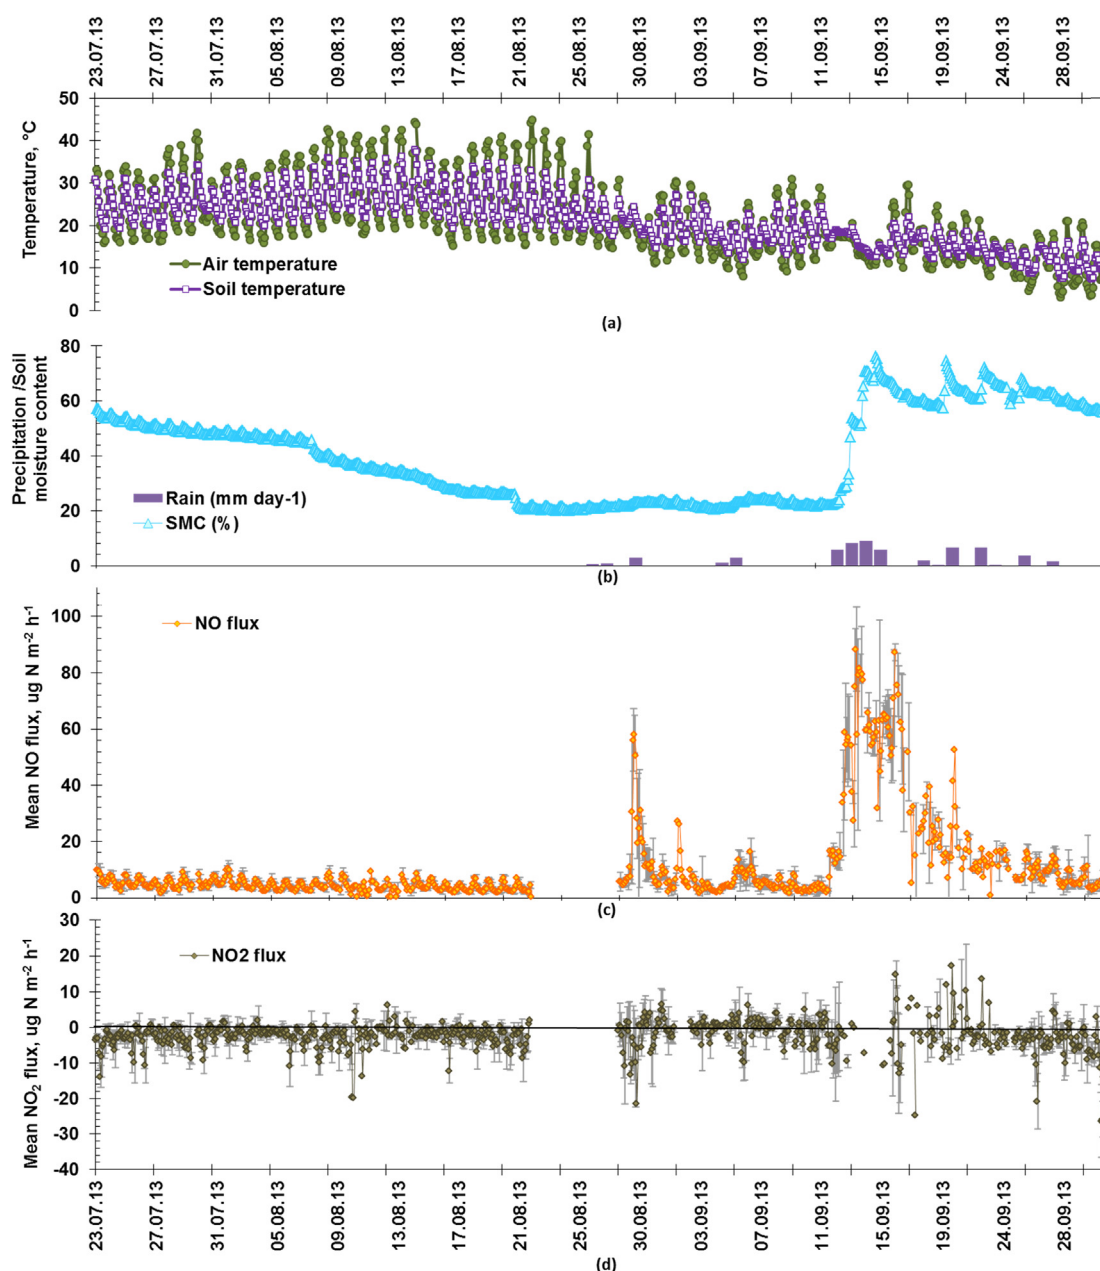 23.07.13 27.07.13 31.07.13 05.08.13 09.08.13 13.08.13 17.08.13 21.08.13 25.08.13 30.08.13 03.09.13 07.09.13 11.09.13 15.09.13 19.09.13 24.09.13 28.09.13
Temperature, °C
50
40
30
20
10
0
Air temperature
Soil temperature
(a)
Precipitation /Soil
moisture content
80
60
40
20
0
Rain (mm day-1)
SMC (%)
(b)
Mean NO flux, ug N m-2 h-1
100
80
60
40
20
0
NO flux
(c)
Mean NO2 flux, ug N m-2 h-1
30
20
10
0
-10
-20
-30
-40
NO2 flux
23.07.13 27.07.13 31.07.13 05.08.13 09.08.13 13.08.13 17.08.13 21.08.13 25.08.13 30.08.13 03.09.13 07.09.13 11.09.13 15.09.13 19.09.13 24.09.13 28.09.13
(d)